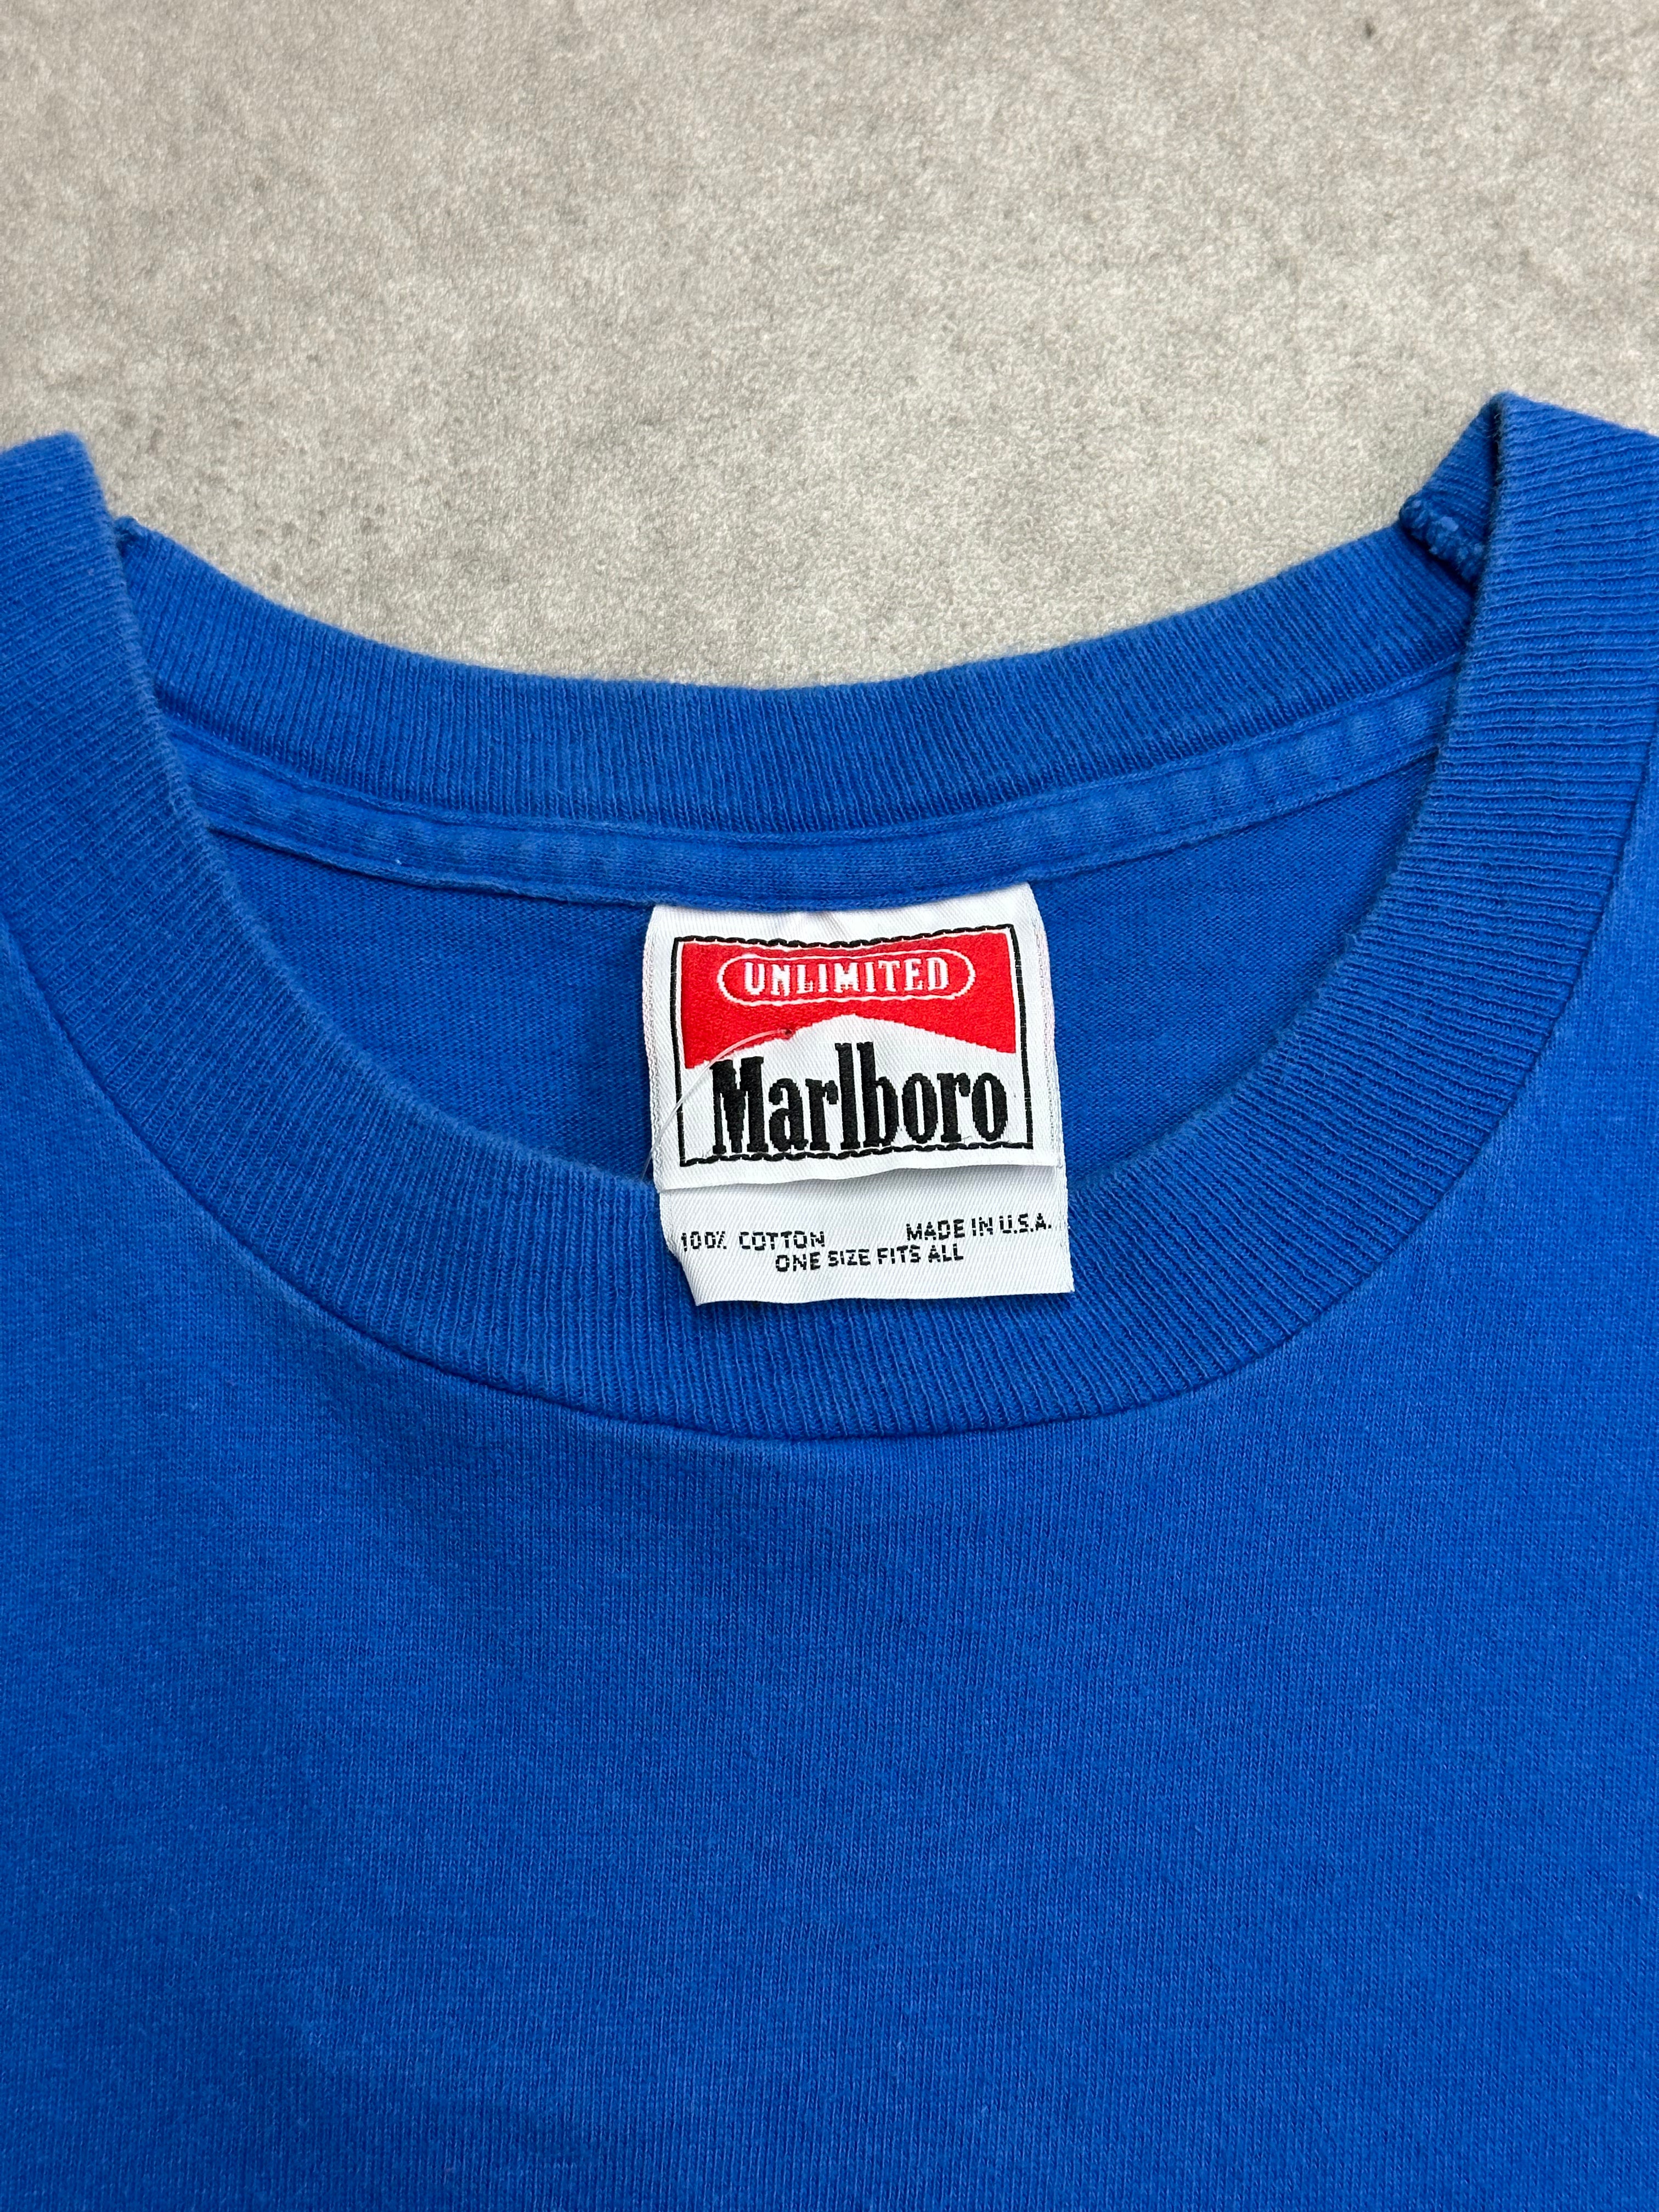 UNLIMITED
Marlboro
100% COTTON MADE IN U.S.A.
ONE SIZE FITS ALL